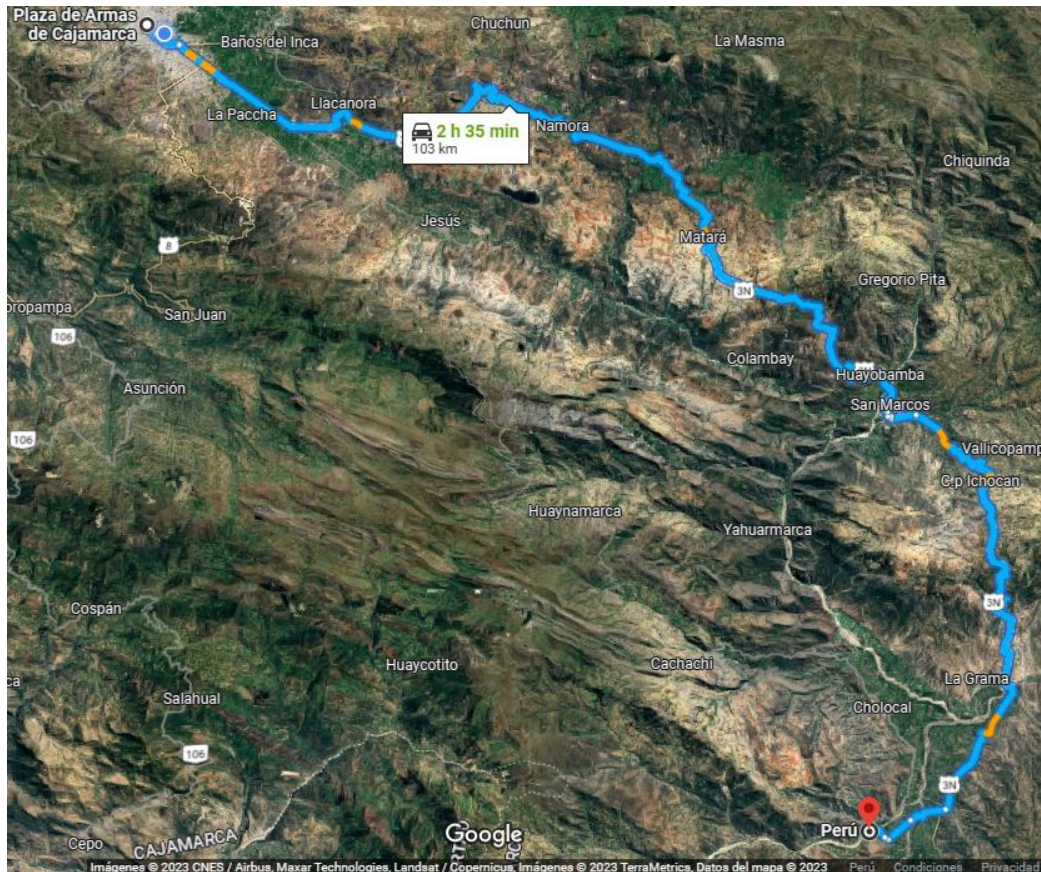 Plaza de Armas
de Cajamarca
Chuchun
La Masma
Baños del Inca
Llacanora
La Paccha
2 h 35 min
103 km
Namora
Chiquinda
Jesús
Matará
8
Gregorio Pita
3N
oropampa
San Juan
106
Colambay
Huayobamba
Asunción
San Marcos
106
Vallicopamp
C.p Ichocan
Huaynamarca
Yahuarmarca
Cospán
3N
Huaycotito
Cachachi
La Grama
ca
Salahual
Cholocal
106
3N
Perú
Cepo
CAJAMARCA
Google
Imágenes © 2023 CNES / Airbus, Maxar Technologies, Landsat / Copernicus, Imágenes © 2023 TerraMetrics, Datos del mapa © 2023 Perú Condiciones Privacidad